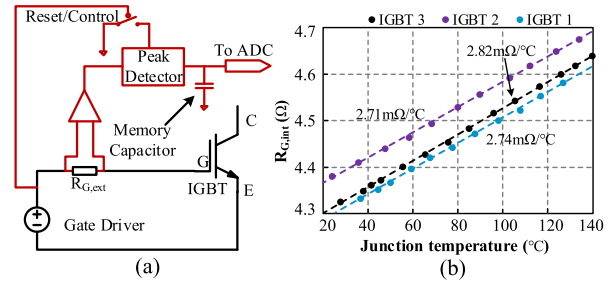 Reset/Control
Peak
Detector
To ADC
Memory
Capacitor
C
G
E
IGBT
R_G,ext
Gate Driver
(a)
IGBT 3 IGBT 2 IGBT 1
4.7
4.6
4.5
4.4
4.3
R_G,int (Ω)
2.82mΩ/°C
2.71mΩ/°C
2.74mΩ/°C
20 40 60 80 100 120 140
Junction temperature (°C)
(b)